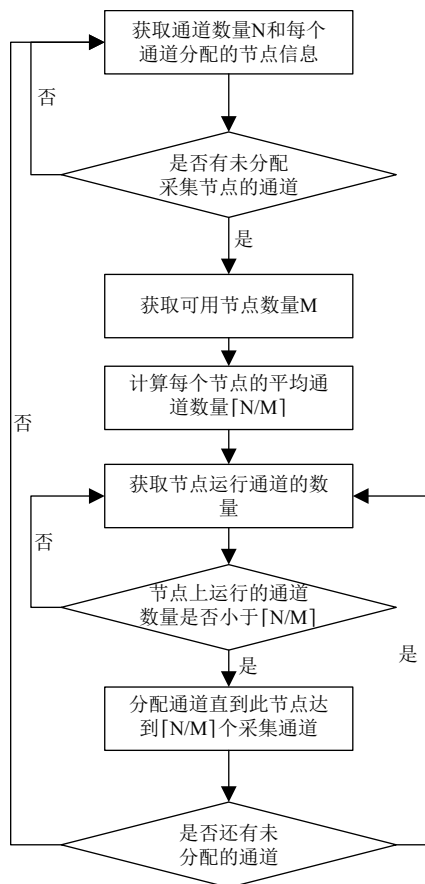 获取通道数量N和每个
通道分配的节点信息
否
是否有未分配
采集节点的通道
是
获取可用节点数量M
计算每个节点的平均通
道数量⌈N/M⌉
否
获取节点运行通道的数
量
否
节点上运行的通道
数量是否小于⌈N/M⌉
是
是
分配通道直到此节点达
到⌈N/M⌉个采集通道
是否还有未
分配的通道